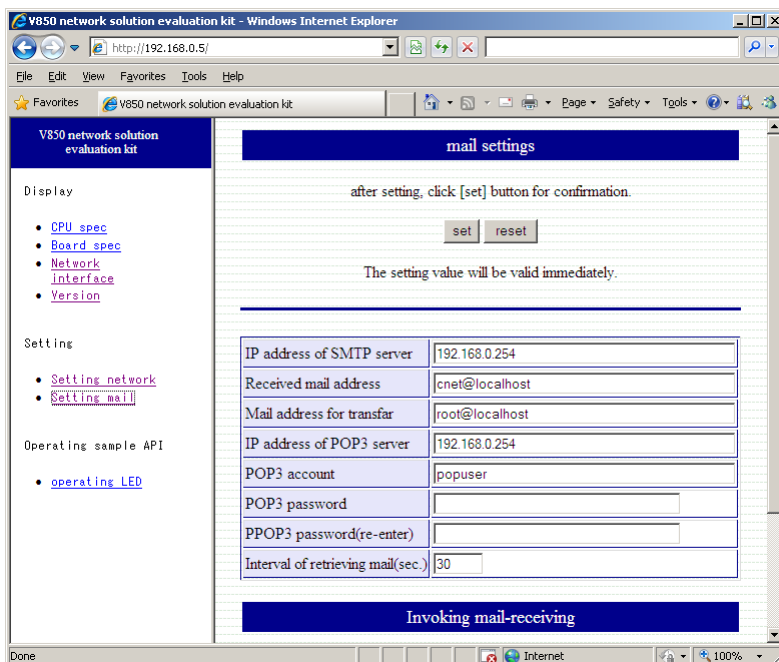 V850 network solution evaluation kit - Windows Internet Explorer
http://192.168.0.5/
File Edit View Favorites Tools Help
Favorites V850 network solution evaluation kit Page Safety Tools
V850 network solution
evaluation kit
Display
CPU spec
Board spec
Network
interface
Version
Setting
Setting network
Setting mail
Operating sample API
operating LED
mail settings
after setting, click [set] button for confirmation.
set reset
The setting value will be valid immediately.
IP address of SMTP server 192.168.0.254
Received mail address cnet@localhost
Mail address for transfar root@localhost
IP address of POP3 server 192.168.0.254
POP3 account popuser
POP3 password
PPOP3 password(re-enter)
Interval of retrieving mail(sec.) 30
Invoking mail-receiving
Done Internet 100%